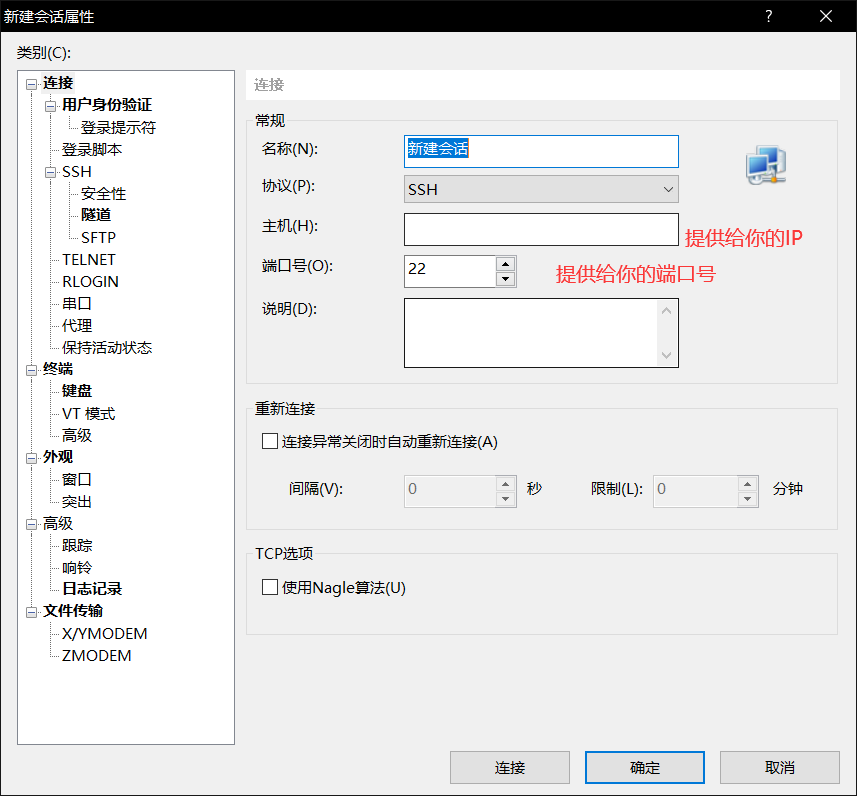 新建会话属性
?
类别(C):
连接
用户身份验证
登录提示符
登录脚本
SSH
安全性
隧道
SFTP
TELNET
RLOGIN
串口
代理
保持活动状态
终端
键盘
VT 模式
高级
外观
窗口
突出
高级
跟踪
响铃
日志记录
文件传输
X/YMODEM
ZMODEM
连接
常规
名称(N): 新建会话
协议(P): SSH
主机(H): 提供给你的IP
端口号(O): 22 提供给你的端口号
说明(D):
重新连接
连接异常关闭时自动重新连接(A)
间隔(V): 0 秒 限制(L): 0 分钟
TCP选项
使用Nagle算法(U)
连接 确定 取消